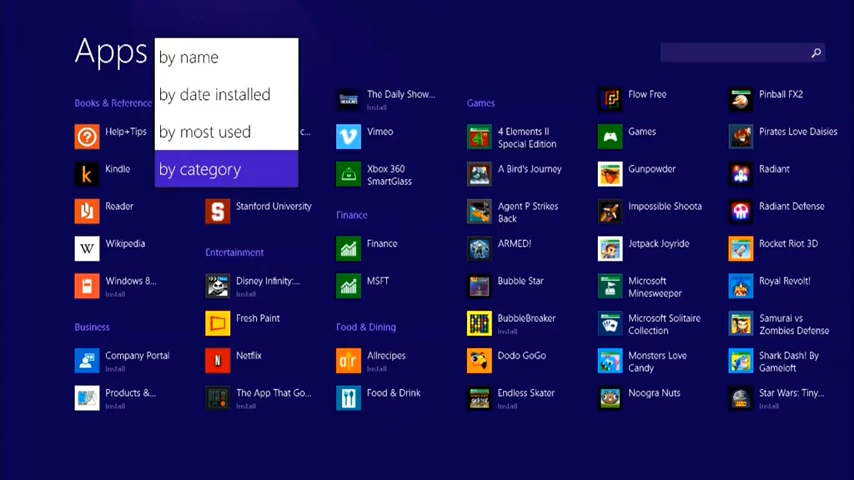 Apps
by name
by date installed
by most used
by category
Books & Reference
Help+Tips
Kindle
Reader
Wikipedia
Windows 8...
Install
Business
Company Portal
Install
Products &...
Install
c...
Stanford University
Entertainment
Disney Infinity:...
Install
Fresh Paint
Netflix
The App That Go...
Install
The Daily Show...
Install
Vimeo
Xbox 360
SmartGlass
Finance
Finance
MSFT
Food & Dining
Allrecipes
Install
Food & Drink
Games
4 Elements II
Special Edition
A Bird's Journey
Agent P Strikes
Back
ARMED!
Bubble Star
BubbleBreaker
Install
Dodo GoGo
Endless Skater
Install
Flow Free
Games
Gunpowder
Impossible Shoota
Jetpack Joyride
Microsoft
Minesweeper
Microsoft Solitaire
Collection
Monsters Love
Candy
Noogra Nuts
Pinball FX2
Pirates Love Daisies
Radiant
Radiant Defense
Rocket Riot 3D
Royal Revolt!
Samurai vs
Zombies Defense
Shark Dash! By
Gameloft
Star Wars: Tiny...
Install